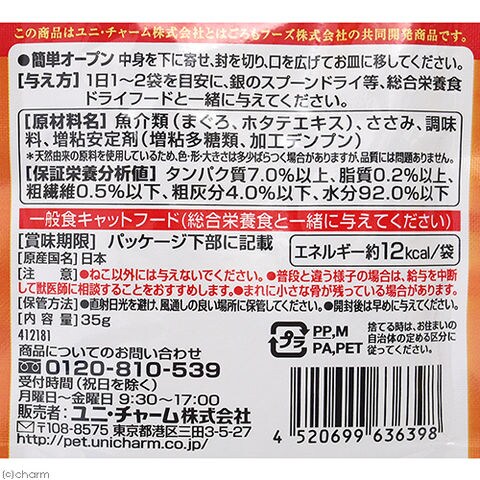 この商品はユニ・チャーム株式会社とはごろもフーズ株式会社の共同開発商品です。
●簡単オープン 中身を下に寄せ、封を切り、口を広げてお皿に移してください。
【与え方】1日1〜2袋を目安に、銀のスプーンドライ等、総合栄養食
ドライフードと一緒に与えてください。
【原材料名】魚介類(まぐろ、ホタテエキス)、ささみ、調味
料、増粘安定剤(増粘多糖類、加工デンプン)
*天然由来の原料を使用しているため、色・形・大きさは多少ばらつく場合がありますが、品質には問題ありません。
【保証栄養分析値】タンパク質7.0%以上、脂質0.2%以上、
粗繊維0.5%以下、粗灰分4.0%以下、水分92.0%以下
一般食キャットフード(総合栄養食と一緒に与えてください)
【賞味期限】パッケージ下部に記載
エネルギー約12kcal/袋
【原産国名】日本
【注意】●ねこ以外には与えないでください。●普段と違う様子の場合は、給与を中断
して獣医師に相談することをおすすめします。●まれに小さな骨が残っている場合があります。
【保管方法】●直射日光を避け、風通しの良い場所に保管してください。●開封後は早めに与えてください。
【内容量】35g
412181
商品についてのお問い合わせ
0120-810-539
受付時間(祝日を除く)
月曜日〜金曜日 9:30〜17:00
販売者:ユニ・チャーム株式会社
〒108-8575 東京都港区三田3-5-27
http://pet.unicharm.co.jp/
プラ
PP,M
PA,PET
捨てる時は、お住まいの
自治体の定める区分に
従ってください。
4 520699 636398
(c)charm